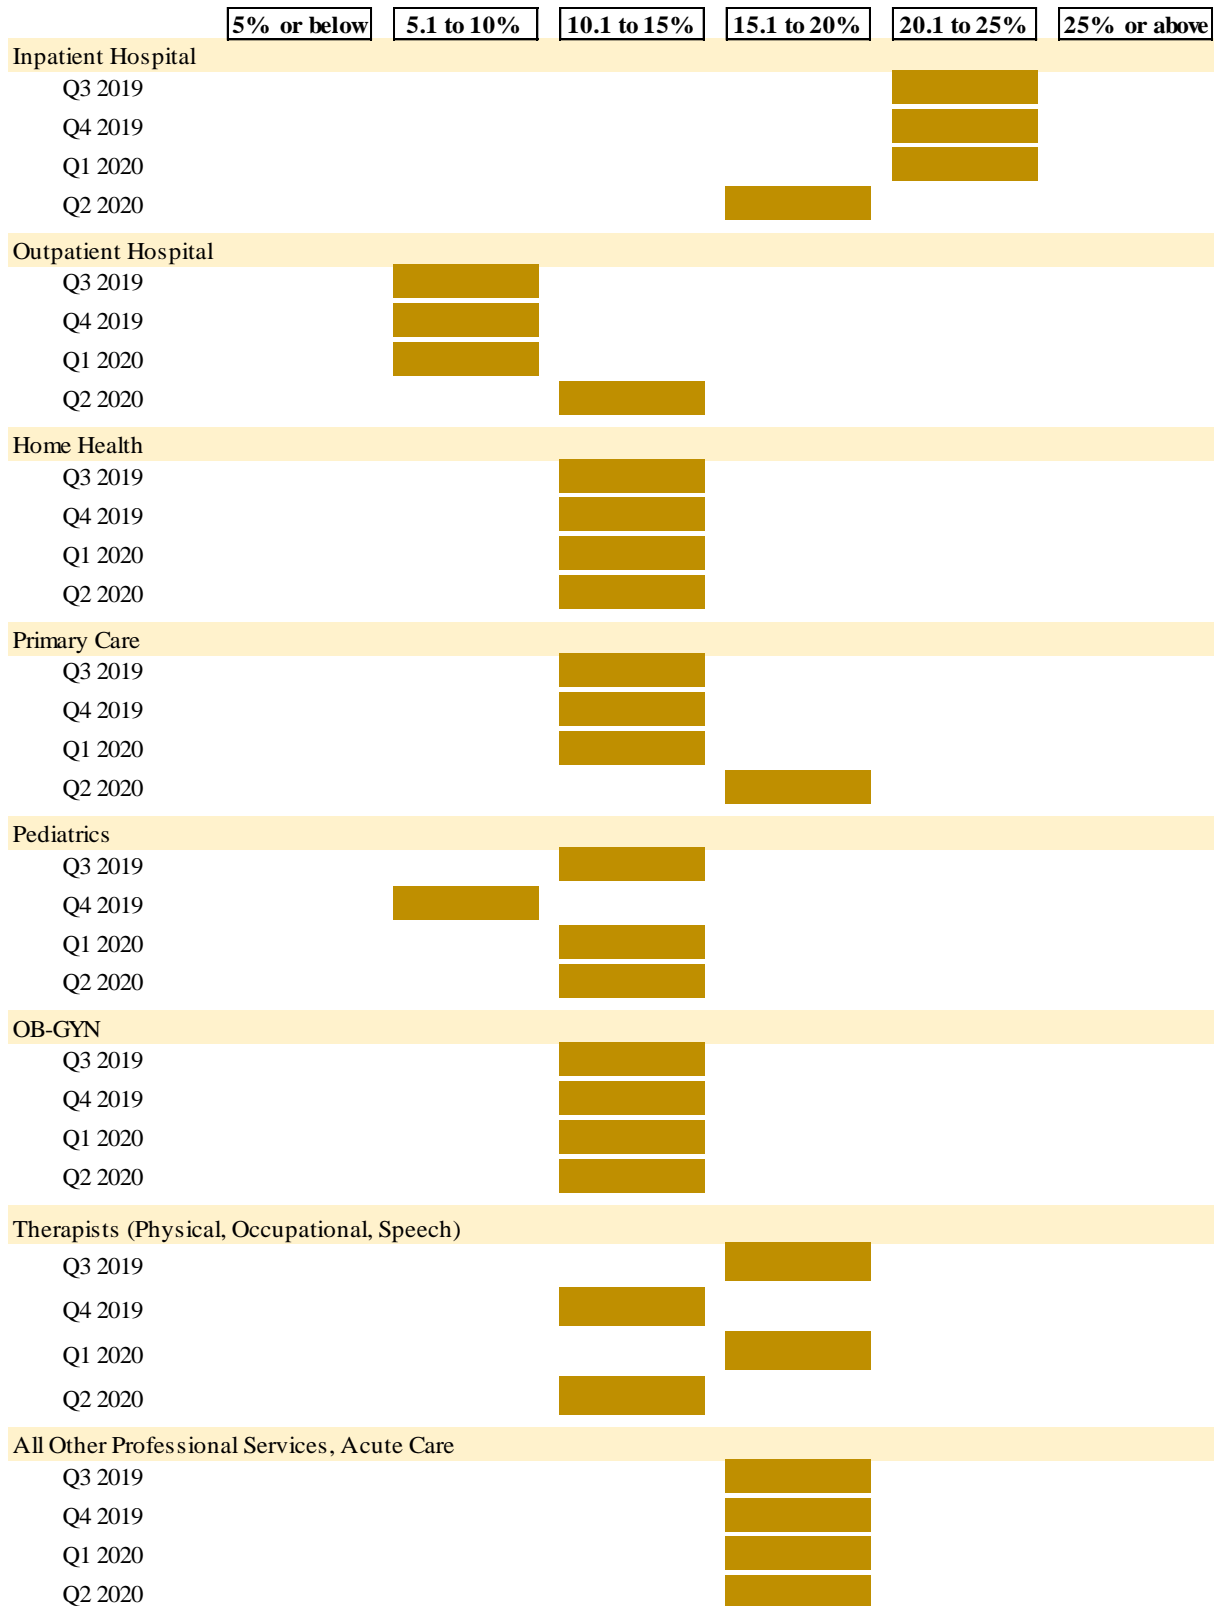 5% or below 5.1 to 10% 10.1 to 15% 15.1 to 20% 20.1 to 25% 25% or above
Inpatient Hospital
Q3 2019
Q4 2019
Q1 2020
Q2 2020
Outpatient Hospital
Q3 2019
Q4 2019
Q1 2020
Q2 2020
Home Health
Q3 2019
Q4 2019
Q1 2020
Q2 2020
Primary Care
Q3 2019
Q4 2019
Q1 2020
Q2 2020
Pediatrics
Q3 2019
Q4 2019
Q1 2020
Q2 2020
OB-GYN
Q3 2019
Q4 2019
Q1 2020
Q2 2020
Therapists (Physical, Occupational, Speech)
Q3 2019
Q4 2019
Q1 2020
Q2 2020
All Other Professional Services, Acute Care
Q3 2019
Q4 2019
Q1 2020
Q2 2020